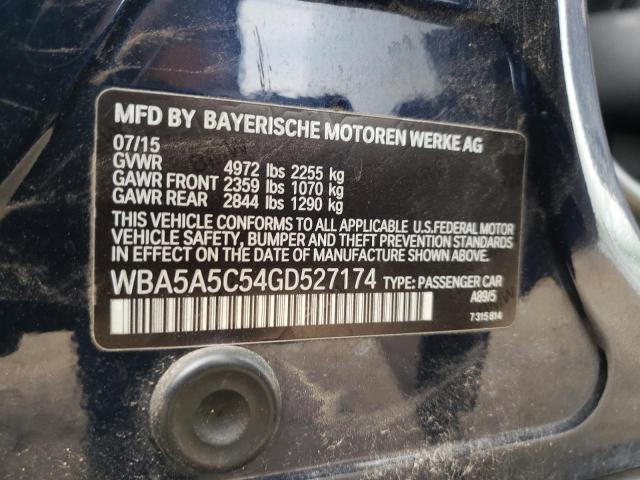 MFD BY BAYERISCHE MOTOREN WERKE AG
07/15
GVWR 4972 lbs 2255 kg
GAWR FRONT 2359 lbs 1070 kg
GAWR REAR 2844 lbs 1290 kg
THIS VEHICLE CONFORMS TO ALL APPLICABLE U.S.FEDERAL MOTOR
VEHICLE SAFETY, BUMPER AND THEFT PREVENTION STANDARDS
IN EFFECT ON THE DATE OF MANUFACTURE SHOWN ABOVE.
WBA5A5C54GD527174 TYPE: PASSENGER CAR
A89/5
7 315 814